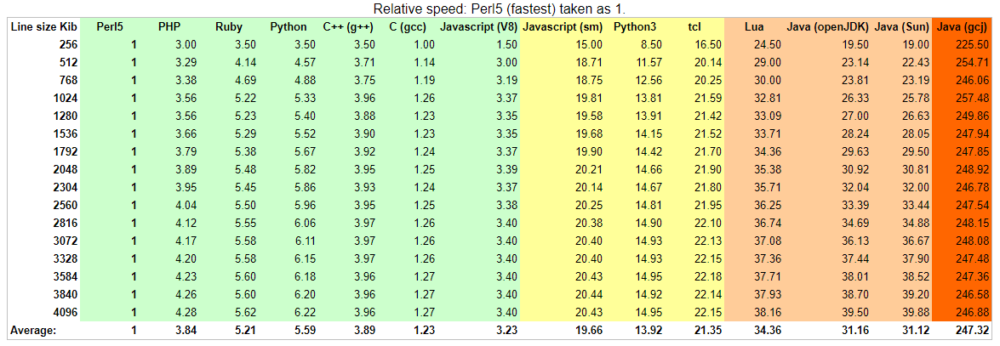 Relative speed: Perl5 (fastest) taken as 1.
Line size Kib Perl5 PHP Ruby Python C++ (g++) C (gcc) Javascript (V8) Javascript (sm) Python3 tcl Lua Java (openJDK) Java (Sun) Java (gcj)
256 1 3.00 3.50 3.50 3.50 1.00 1.50 15.00 8.50 16.50 24.50 19.50 19.00 225.50
512 1 3.29 4.14 4.57 3.71 1.14 3.00 18.71 11.57 20.14 29.00 23.14 22.43 254.71
768 1 3.38 4.69 4.88 3.75 1.19 3.19 18.75 12.56 20.25 30.00 23.81 23.19 246.06
1024 1 3.56 5.22 5.33 3.96 1.26 3.37 19.81 13.81 21.59 32.81 26.33 25.78 257.48
1280 1 3.56 5.23 5.40 3.88 1.23 3.35 19.58 13.91 21.42 33.09 27.00 26.63 249.86
1536 1 3.66 5.29 5.52 3.90 1.23 3.35 19.68 14.15 21.52 33.71 28.24 28.05 247.94
1792 1 3.79 5.38 5.67 3.92 1.24 3.37 19.90 14.42 21.70 34.36 29.63 29.50 247.85
2048 1 3.89 5.48 5.82 3.95 1.25 3.39 20.21 14.66 21.90 35.38 30.92 30.81 248.92
2304 1 3.95 5.45 5.86 3.93 1.24 3.37 20.14 14.67 21.80 35.71 32.04 32.00 246.78
2560 1 4.04 5.50 5.96 3.95 1.25 3.38 20.25 14.81 21.95 36.25 33.39 33.44 247.54
2816 1 4.12 5.55 6.06 3.97 1.26 3.40 20.38 14.90 22.10 36.74 34.69 34.88 248.15
3072 1 4.17 5.58 6.11 3.97 1.26 3.40 20.40 14.93 22.13 37.08 36.13 36.67 248.08
3328 1 4.20 5.58 6.15 3.97 1.26 3.40 20.40 14.93 22.15 37.36 37.44 37.90 247.48
3584 1 4.23 5.60 6.18 3.96 1.27 3.40 20.43 14.95 22.18 37.71 38.01 38.52 247.36
3840 1 4.26 5.60 6.20 3.96 1.27 3.40 20.44 14.92 22.14 37.93 38.70 39.20 246.58
4096 1 4.28 5.62 6.22 3.96 1.27 3.40 20.43 14.95 22.15 38.16 39.50 39.88 246.88
Average: 1 3.84 5.21 5.59 3.89 1.23 3.23 19.66 13.92 21.35 34.36 31.16 31.12 247.32